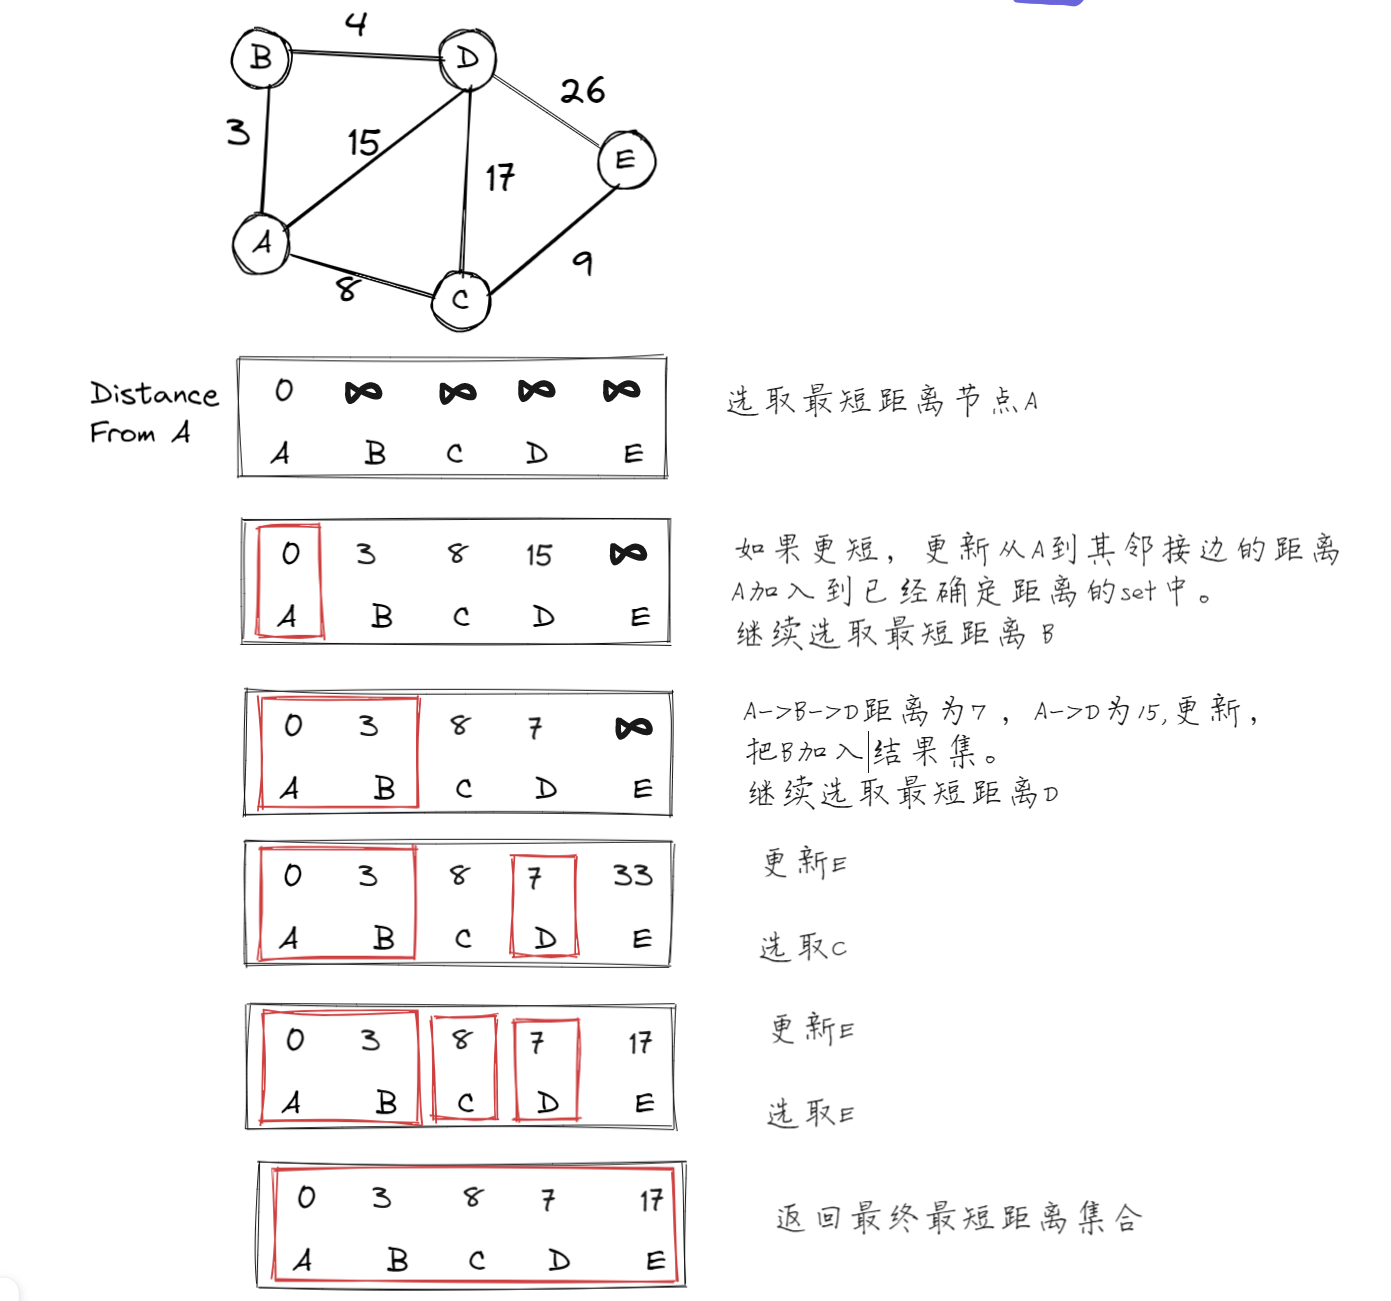 4
B
D
26
3
15
E
17
A
9
8
C
Distance
From A
0 ∞ ∞ ∞ ∞
A B C D E
选取最短距离节点A
0 3 8 15 ∞
A B C D E
如果更短，更新从A到其邻接边的距离
A加入到已经确定距离的set中。
继续选取最短距离B
0 3 8 7 ∞
A B C D E
A->B->D距离为7，A->D为15,更新，
把B加入结果集。
继续选取最短距离D
0 3 8 7 33
A B C D E
更新E
选取C
0 3 8 7 17
A B C D E
更新E
选取E
0 3 8 7 17
A B C D E
返回最终最短距离集合